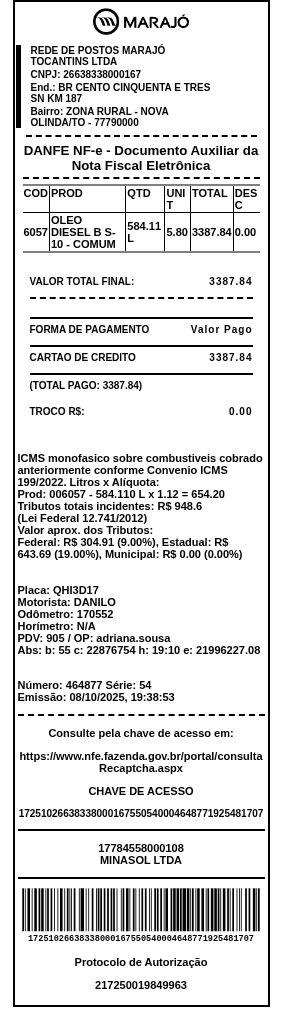 MARAJÓ
REDE DE POSTOS MARAJÓ
TOCANTINS LTDA
CNPJ: 26638338000167
End.: BR CENTO CINQUENTA E TRES
SN KM 187
Bairro: ZONA RURAL - NOVA
OLINDA/TO - 77790000
DANFE NF-e - Documento Auxiliar da
Nota Fiscal Eletrônica
COD PROD QTD UNIT TOTAL DESC
6057 OLEO DIESEL B S-10 - COMUM 584.11 L 5.80 3387.84 0.00
VALOR TOTAL FINAL: 3387.84
FORMA DE PAGAMENTO Valor Pago
CARTAO DE CREDITO 3387.84
(TOTAL PAGO: 3387.84)
TROCO R$: 0.00
ICMS monofasico sobre combustiveis cobrado
anteriormente conforme Convenio ICMS
199/2022. Litros x Alíquota:
Prod: 006057 - 584.110 L x 1.12 = 654.20
Tributos totais incidentes: R$ 948.6
(Lei Federal 12.741/2012)
Valor aprox. dos Tributos:
Federal: R$ 304.91 (9.00%), Estadual: R$
643.69 (19.00%), Municipal: R$ 0.00 (0.00%)
Placa: QHI3D17
Motorista: DANILO
Odômetro: 170552
Horímetro: N/A
PDV: 905 / OP: adriana.sousa
Abs: b: 55 c: 22876754 h: 19:10 e: 21996227.08
Número: 464877 Série: 54
Emissão: 08/10/2025, 19:38:53
Consulte pela chave de acesso em:
https://www.nfe.fazenda.gov.br/portal/consulta
Recaptcha.aspx
CHAVE DE ACESSO
17251026638338000167550540004648771925481707
17784558000108
MINASOL LTDA
17251026638338000167550540004648771925481707
Protocolo de Autorização
217250019849963